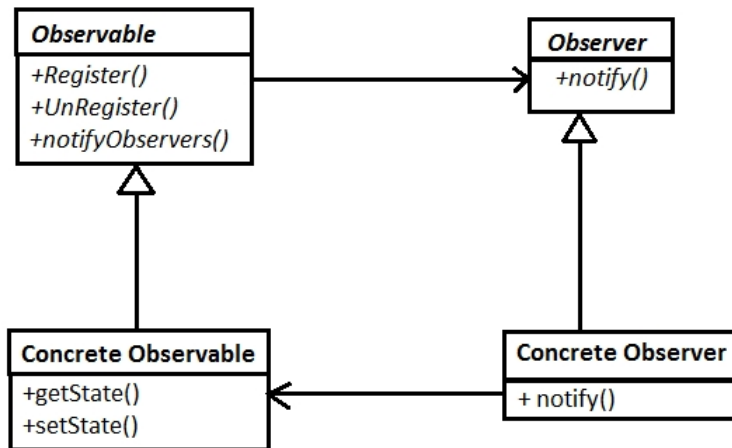 Observable
+Register()
+UnRegister()
+notifyObservers()
Observer
+notify()
Concrete Observable
+getState()
+setState()
Concrete Observer
+ notify()